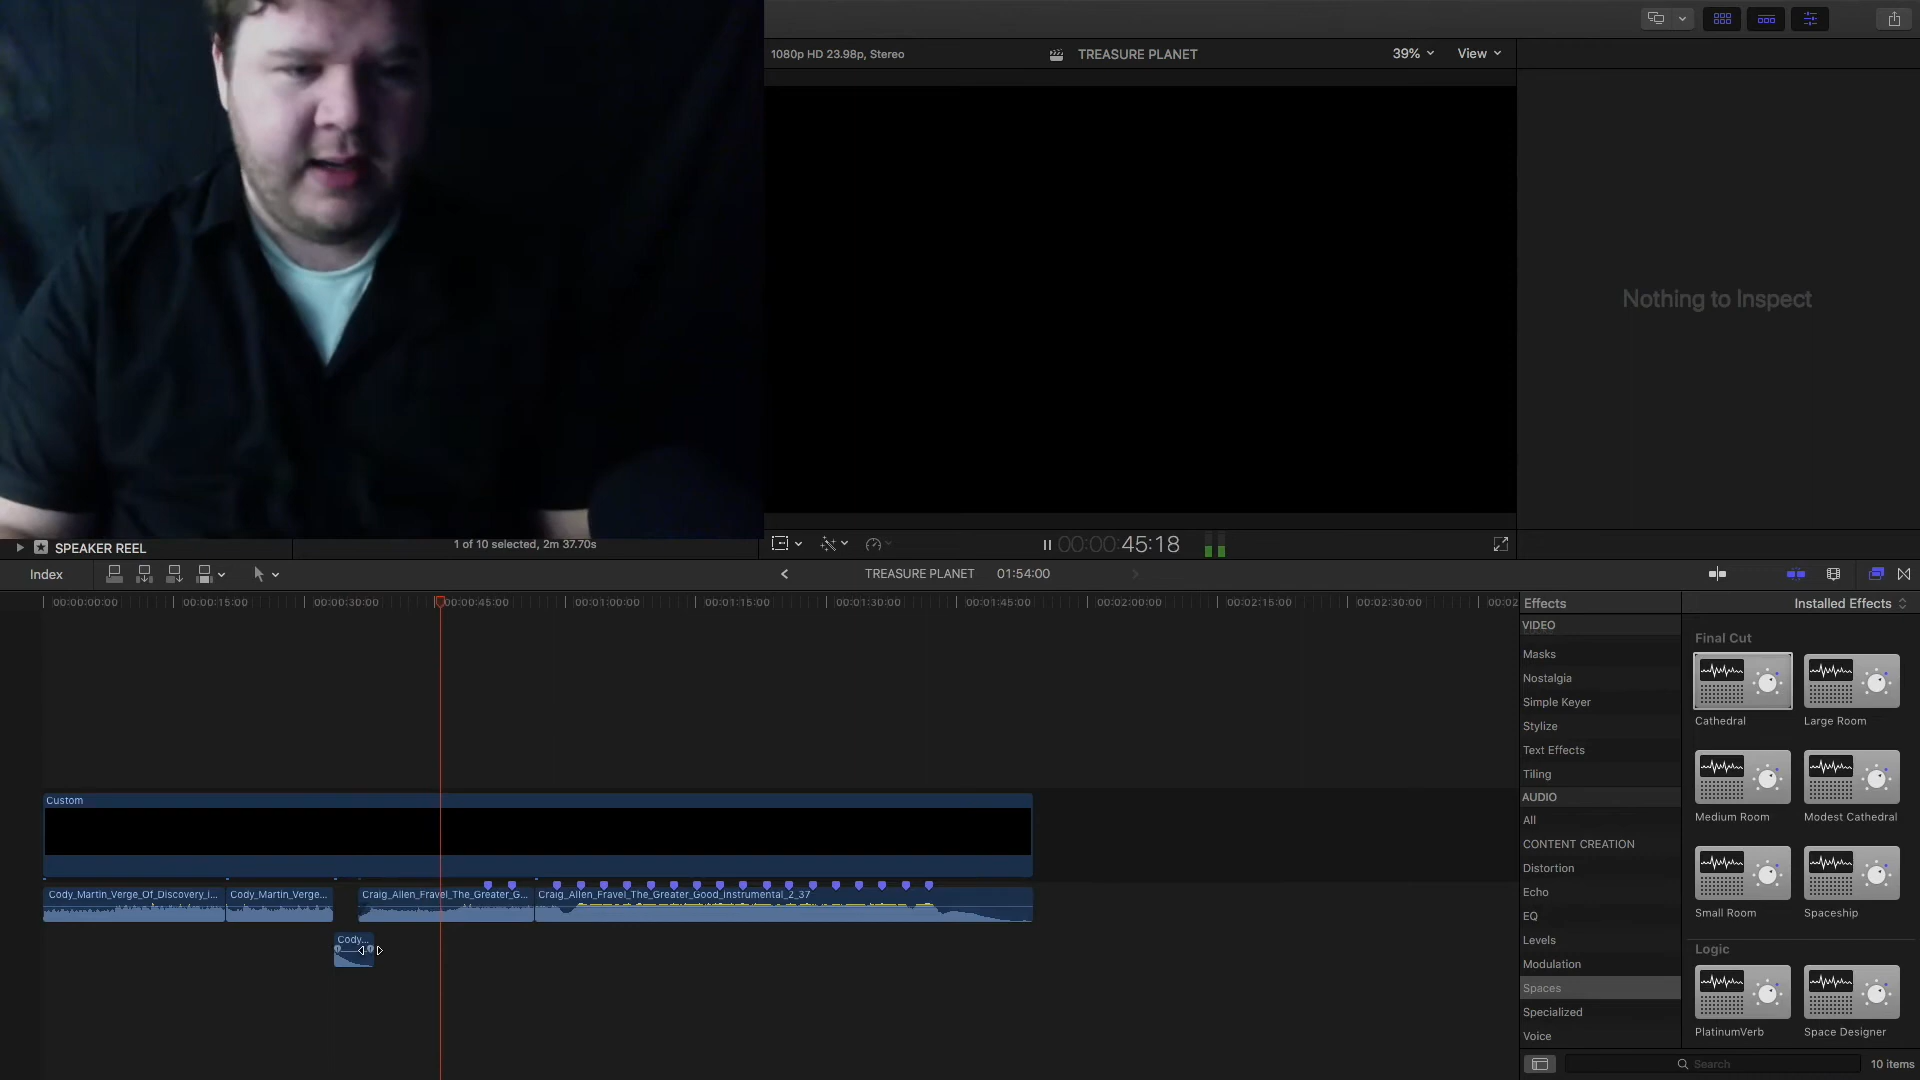 1080p HD 23.98p, Stereo
TREASURE PLANET
39%
View
Nothing to Inspect
SPEAKER REEL
1 of 10 selected, 2m 37.70s
00:00:45:18
Index
TREASURE PLANET
01:54:00
00:00:00:00
00:00:15:00
00:00:30:00
00:00:45:00
00:01:00:00
00:01:15:00
00:01:30:00
00:01:45:00
00:02:00:00
00:02:15:00
00:02:30:00
00:02
Effects
Installed Effects
VIDEO
Masks
Nostalgia
Simple Keyer
Stylize
Text Effects
Tiling
AUDIO
All
CONTENT CREATION
Distortion
Echo
EQ
Levels
Modulation
Spaces
Specialized
Voice
Final Cut
Cathedral
Large Room
Medium Room
Modest Cathedral
Small Room
Spaceship
Logic
PlatinumVerb
Space Designer
Search
10 items
Custom
Cody_Martin_Verge_Of_Discovery_i...
Cody_Martin_Verge...
Craig_Allen_Fravel_The_Greater_G...
Craig_Allen_Fravel_The_Greater_Good_instrumental_2_37
Cody...